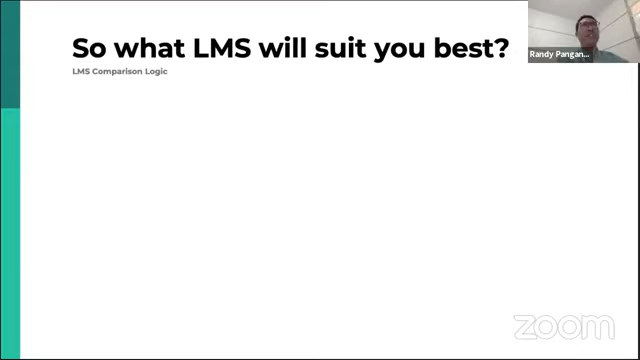 So what LMS will suit you best?
LMS Comparison Logic
Randy Pangan...
zoom